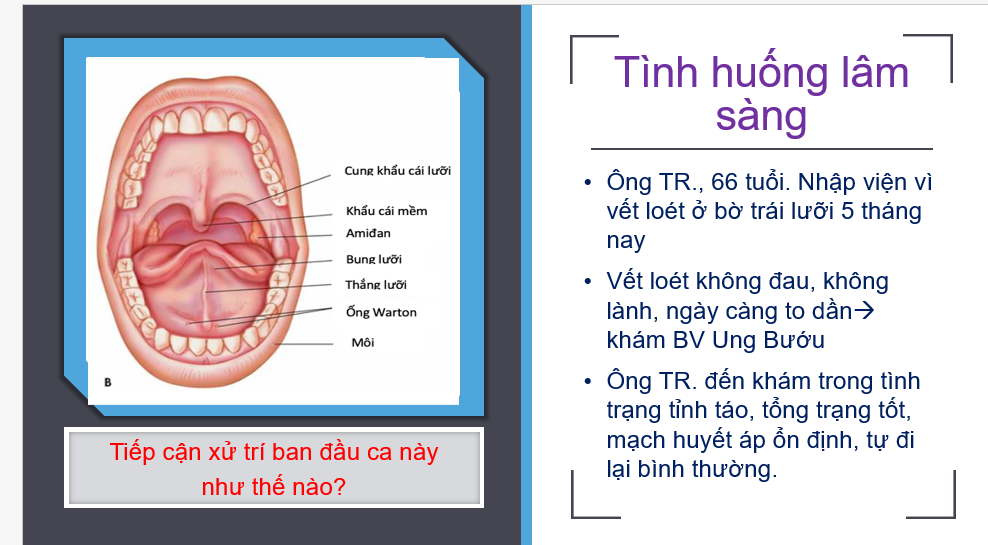 Cung khẩu cái lưỡi
Khẩu cái mềm
Amiđan
Bụng lưỡi
Thắng lưỡi
Ống Warton
Môi
B
Tiếp cận xử trí ban đầu ca này
như thế nào?
Tình huống lâm
sàng
• Ông TR., 66 tuổi. Nhập viện vì
vết loét ở bờ trái lưỡi 5 tháng
nay
• Vết loét không đau, không
lành, ngày càng to dần→
khám BV Ung Bướu
• Ông TR. đến khám trong tình
trạng tỉnh táo, tổng trạng tốt,
mạch huyết áp ổn định, tự đi
lại bình thường.